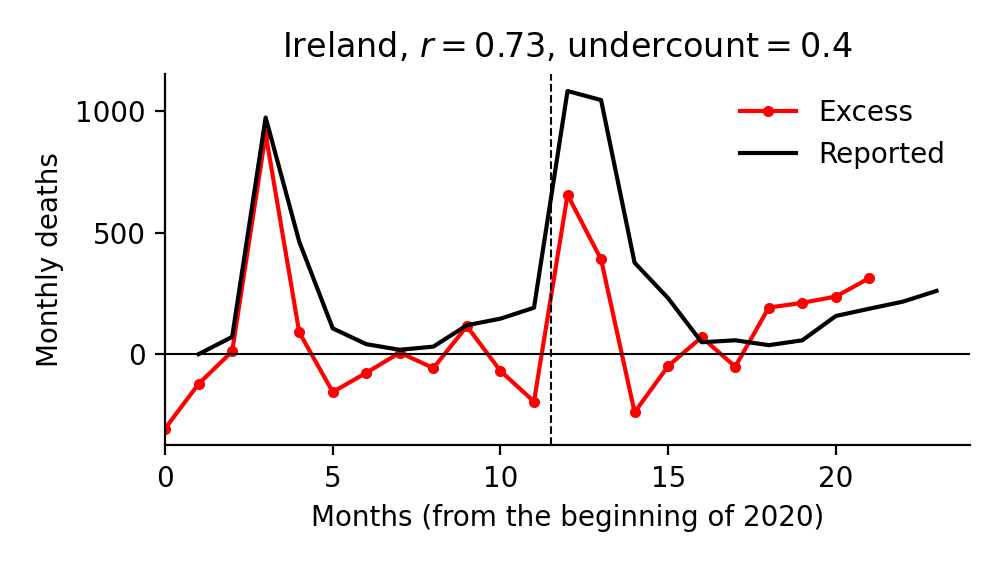 Ireland, r = 0.73, undercount = 0.4
Monthly deaths
1000
500
0
Excess
Reported
0 5 10 15 20
Months (from the beginning of 2020)